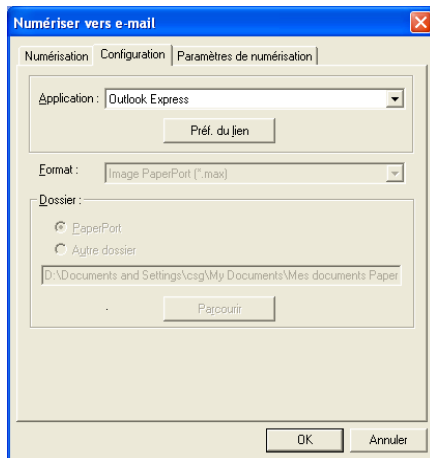 Numériser vers e-mail
Numérisation Configuration Paramètres de numérisation
Application : Outlook Express
Préf. du lien
Format : Image PaperPort (*.max)
Dossier :
PaperPort
Autre dossier
D:\Documents and Settings\csg\My Documents\Mes documents Paper
Parcourir
OK Annuler